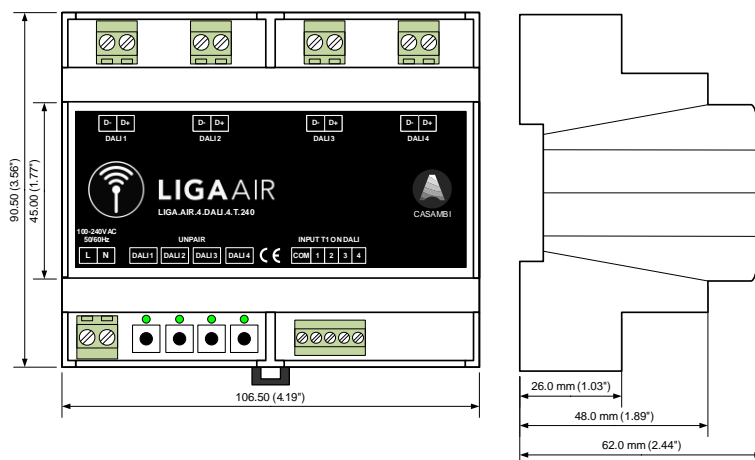 D- D+ D- D+ D- D+ D- D+
DALI 1 DALI 2 DALI 3 DALI 4
LIGAAIR
LIGA.AIR.4.DALI.4.T.240
CASAMBI
100-240VAC
50/60Hz
UNPAIR
INPUT T1 ON DALI
L N DALI 1 DALI 2 DALI 3 DALI 4 CE COM 1 2 3 4
90.50 (3.56")
45.00 (1.77")
106.50 (4.19")
26.0 mm (1.03")
48.0 mm (1.89")
62.0 mm (2.44")